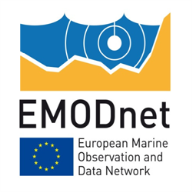 EMODnet
European Marine
Observation and
Data Network